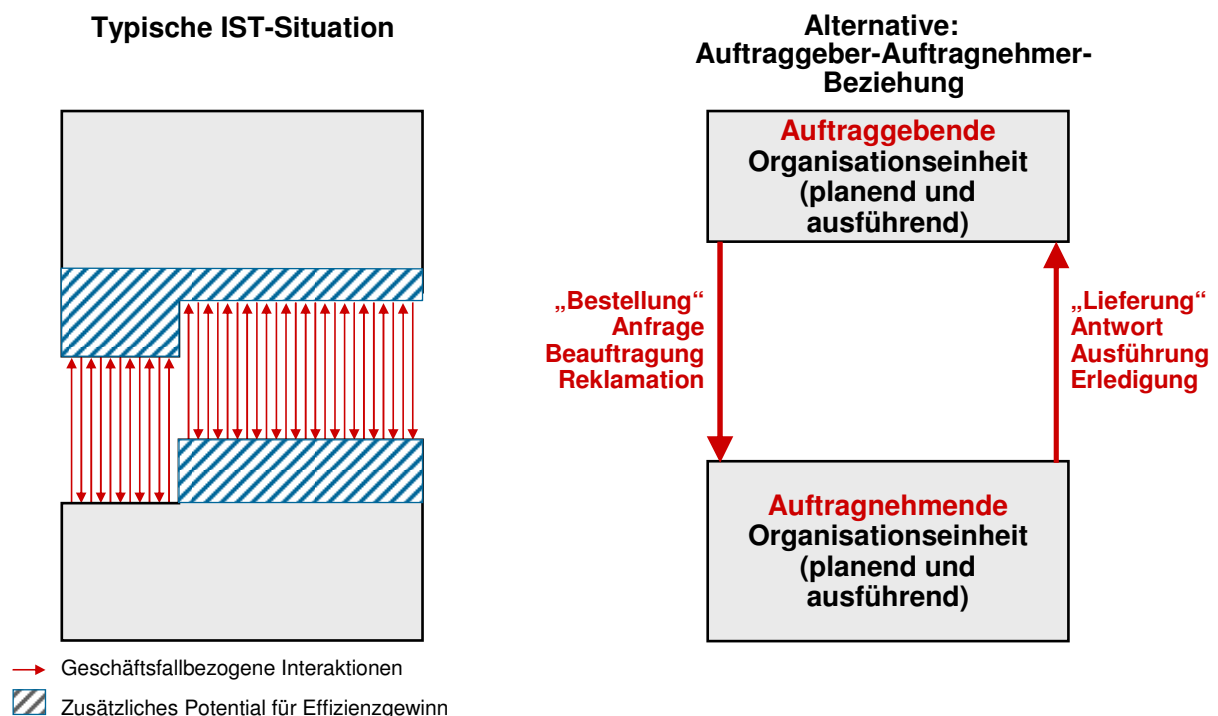 Typische IST-Situation
Alternative:
Auftraggeber-Auftragnehmer-
Beziehung
Auftraggebende
Organisationseinheit
(planend und
ausführend)
„Bestellung“
Anfrage
Beauftragung
Reklamation
„Lieferung“
Antwort
Ausführung
Erledigung
Auftragnehmende
Organisationseinheit
(planend und
ausführend)
Geschäftsfallbezogene Interaktionen
Zusätzliches Potential für Effizienzgewinn